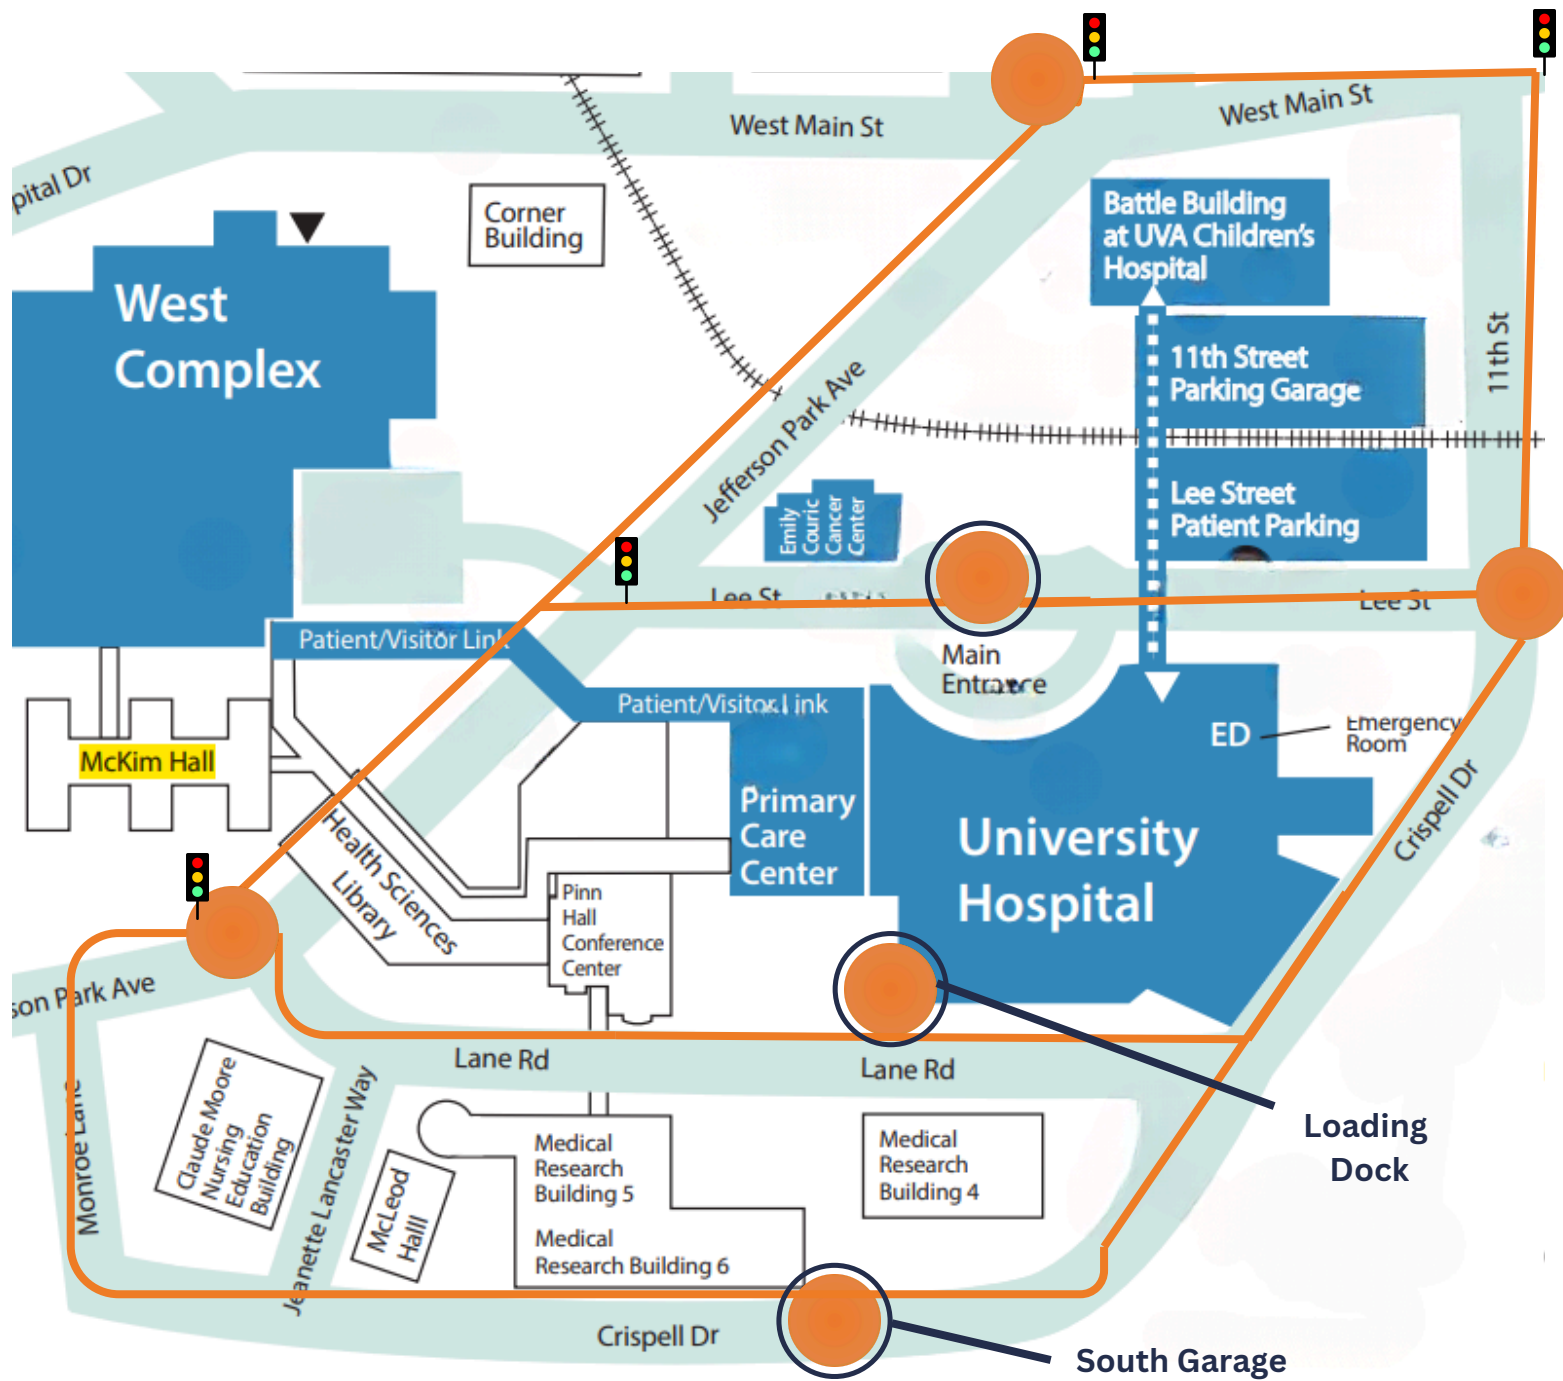 West Main St
West Main St
pital Dr
Corner
Building
Battle Building
at UVA Children's
Hospital
West
Complex
11th Street
Parking Garage
11th St
Jefferson Park Ave
Lee Street
Patient Parking
Emily
Couric
Cancer
Center
Lee St
Lee St
Patient/Visitor Link
Main
Entrance
Patient/Visitor Link
ED
Emergency
Room
McKim Hall
Primary
Care
Center
University
Hospital
Crispell Dr
Health Sciences
Library
Pinn
Hall
Conference
Center
son Park Ave
Lane Rd
Lane Rd
Monroe Lane
Claude Moore
Nursing
Education
Building
Jeanette Lancaster Way
McLeod
Halll
Medical
Research
Building 5
Medical
Research Building 6
Medical
Research
Building 4
Loading
Dock
Crispell Dr
South Garage